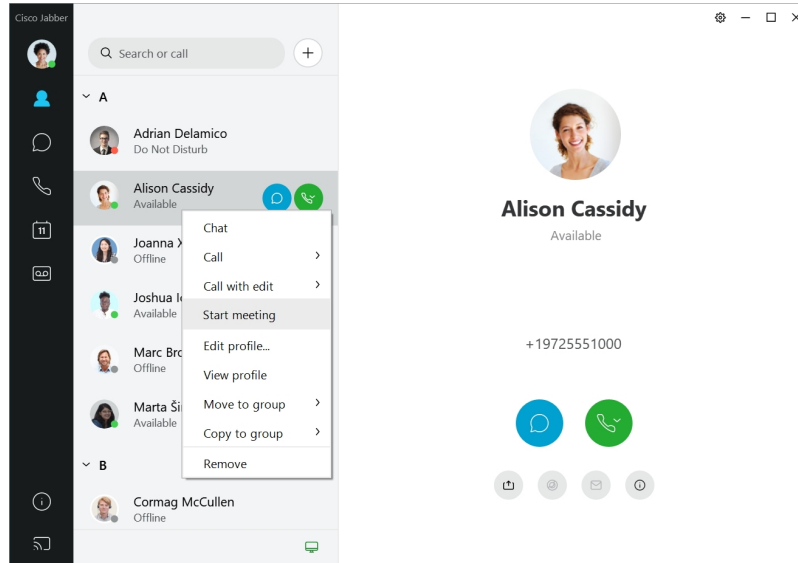 Cisco Jabber
Search or call
A
Adrian Delamico
Do Not Disturb
Alison Cassidy
Available
Joanna
Offline
Joshua
Available
Marc
Offline
Marta
Available
B
Cormag McCullen
Offline
11
Chat
Call
Call with edit
Start meeting
Edit profile...
View profile
Move to group
Copy to group
Remove
Alison Cassidy
Available
+19725551000